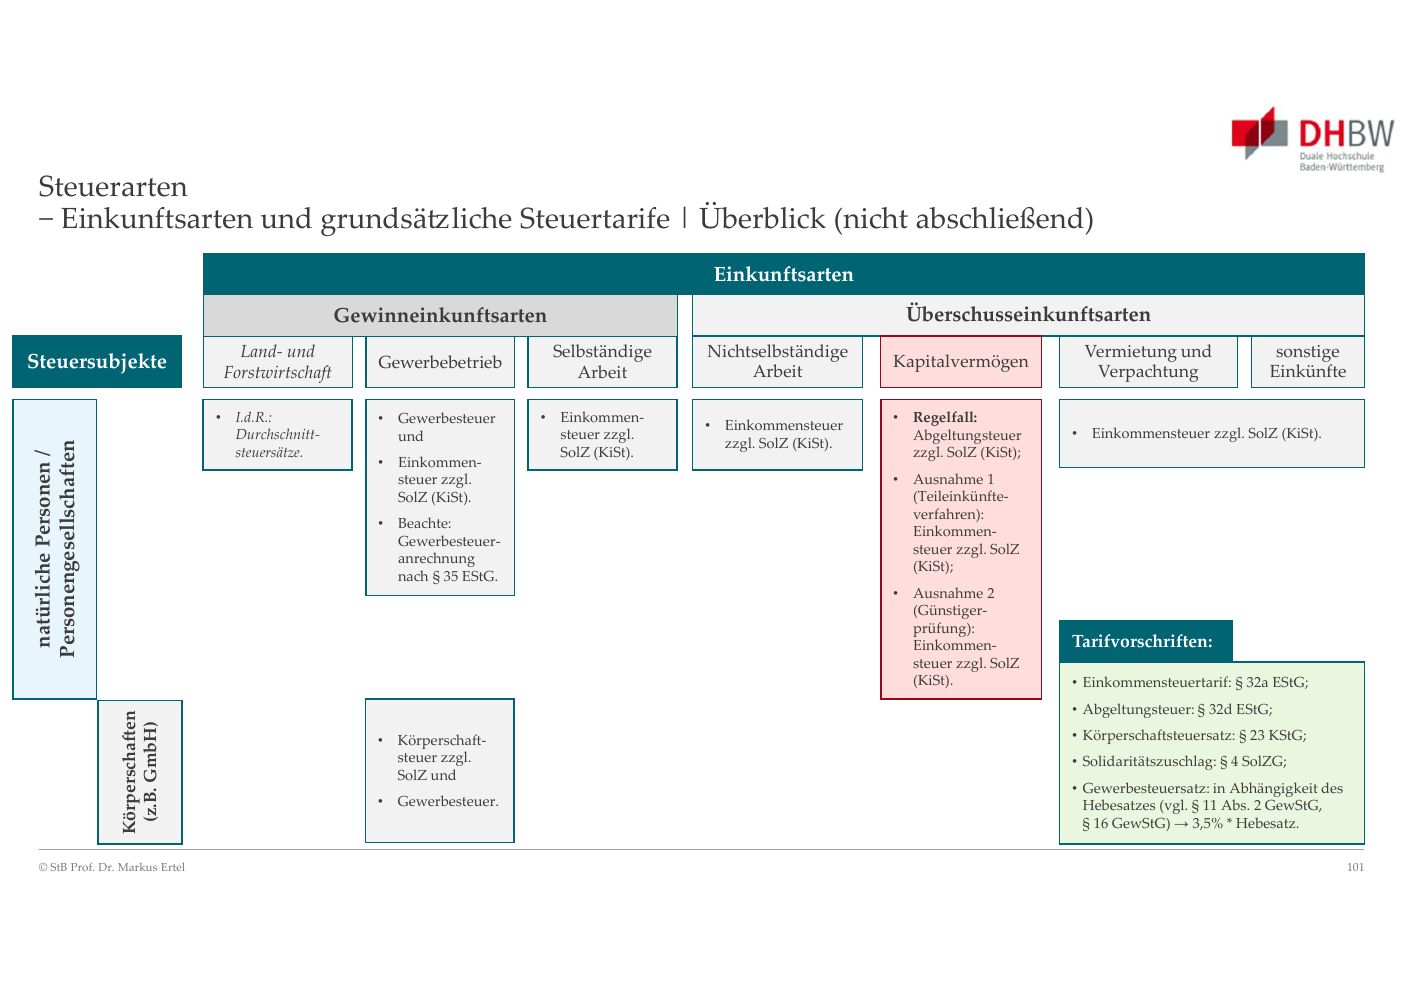 DHBW
Duale Hochschule
Baden-Württemberg
Steuerarten
– Einkunftsarten und grundsätzliche Steuertarife | Überblick (nicht abschließend)
Einkunftsarten
Gewinneinkunftsarten
Überschusseinkunftsarten
Steuersubjekte
Land- und
Forstwirtschaft
Gewerbebetrieb
Selbständige
Arbeit
Nichtselbständige
Arbeit
Kapitalvermögen
Vermietung und
Verpachtung
sonstige
Einkünfte
natürliche Personen /
Personengesellschaften
• I.d.R.:
Durchschnitt-
steuersätze.
• Gewerbesteuer
und
• Einkommen-
steuer zzgl.
SolZ (KiSt).
• Beachte:
Gewerbesteuer-
anrechnung
nach § 35 EStG.
• Einkommen-
steuer zzgl.
SolZ (KiSt).
• Einkommensteuer
zzgl. SolZ (KiSt).
• Regelfall:
Abgeltungsteuer
zzgl. SolZ (KiSt);
• Ausnahme 1
(Teileinkünfte-
verfahren):
Einkommen-
steuer zzgl. SolZ
(KiSt);
• Ausnahme 2
(Günstiger-
prüfung):
Einkommen-
steuer zzgl. SolZ
(KiSt).
• Einkommensteuer zzgl. SolZ (KiSt).
Körperschaften
(z.B. GmbH)
• Körperschaft-
steuer zzgl.
SolZ und
• Gewerbesteuer.
Tarifvorschriften:
• Einkommensteuertarif: § 32a EStG;
• Abgeltungsteuer: § 32d EStG;
• Körperschaftsteuersatz: § 23 KStG;
• Solidaritätszuschlag: § 4 SolZG;
• Gewerbesteuersatz: in Abhängigkeit des
Hebesatzes (vgl. § 11 Abs. 2 GewStG,
§ 16 GewStG) → 3,5% * Hebesatz.
© StB Prof. Dr. Markus Ertel
101